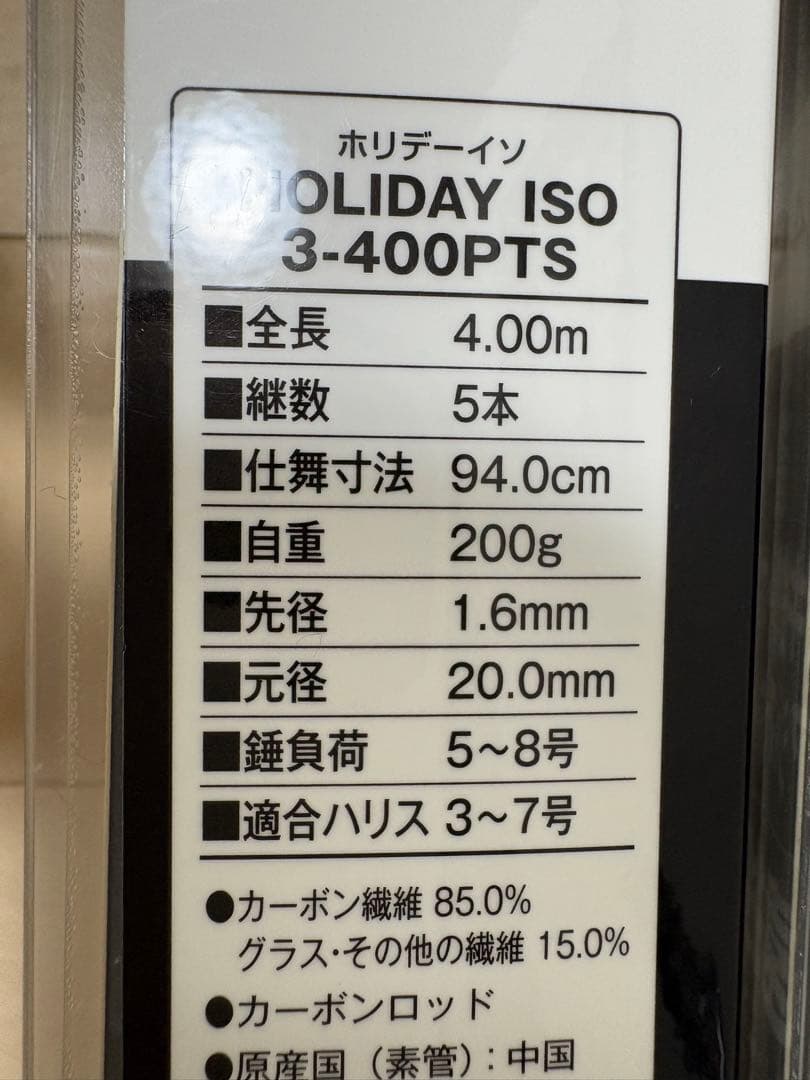 ホリデーイソ
HOLIDAY ISO
3-400PTS
■全長 4.00m
■継数 5本
■仕舞寸法 94.0cm
■自重 200g
■先径 1.6mm
■元径 20.0mm
■錘負荷 5〜8号
■適合ハリス 3〜7号
●カーボン繊維 85.0%
グラス・その他の繊維 15.0%
●カーボンロッド
●原産国（素管）：中国